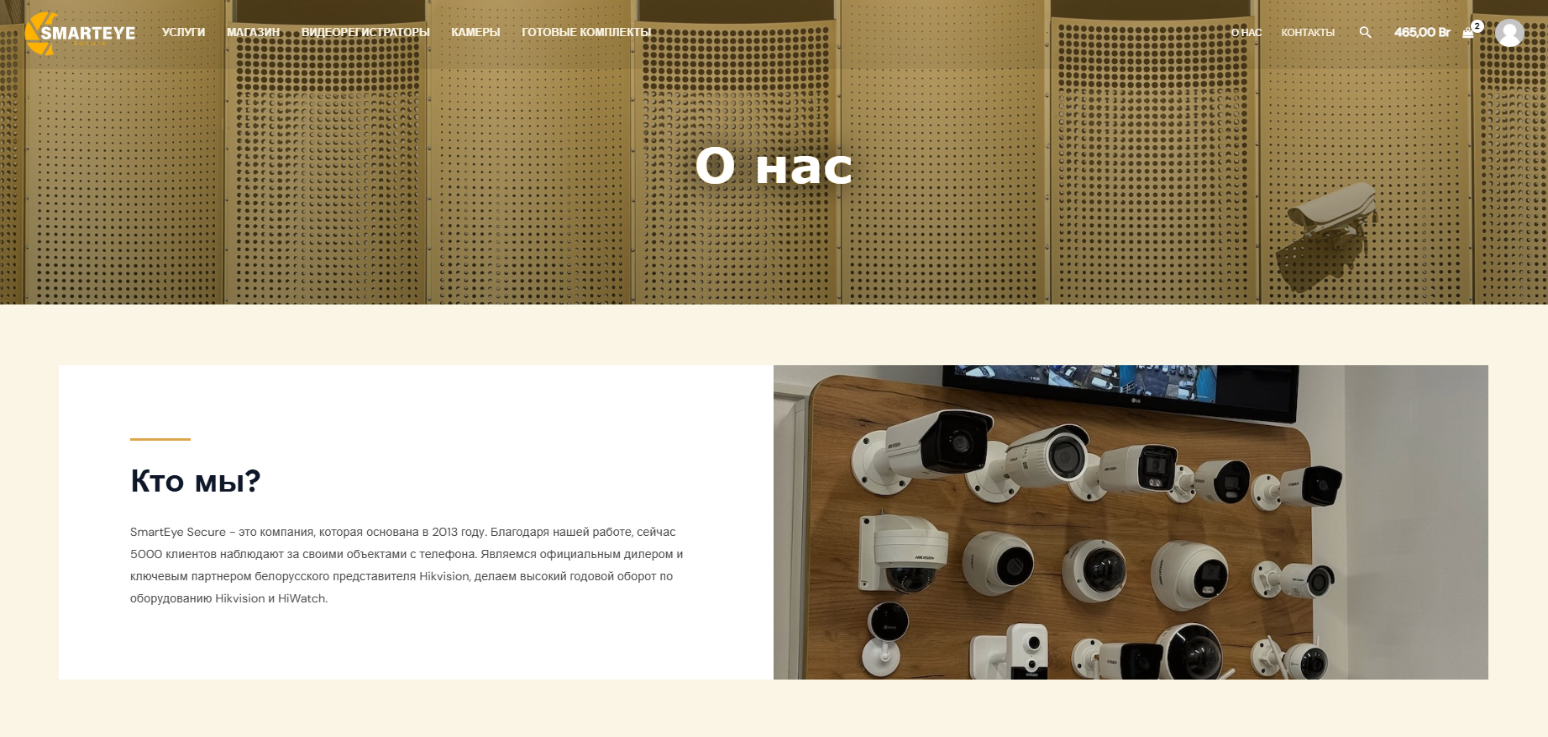 SMARTEYE
УСЛУГИ МАГАЗИН ВИДЕОРЕГИСТРАТОРЫ КАМЕРЫ ГОТОВЫЕ КОМПЛЕКТЫ
О НАС КОНТАКТЫ 465,00 Br 2
О нас
Кто мы?
SmartEye Secure – это компания, которая основана в 2013 году. Благодаря нашей работе, сейчас
5000 клиентов наблюдают за своими объектами с телефона. Являемся официальным дилером и
ключевым партнером белорусского представителя Hikvision, делаем высокий годовой оборот по
оборудованию Hikvision и HiWatch.
LG